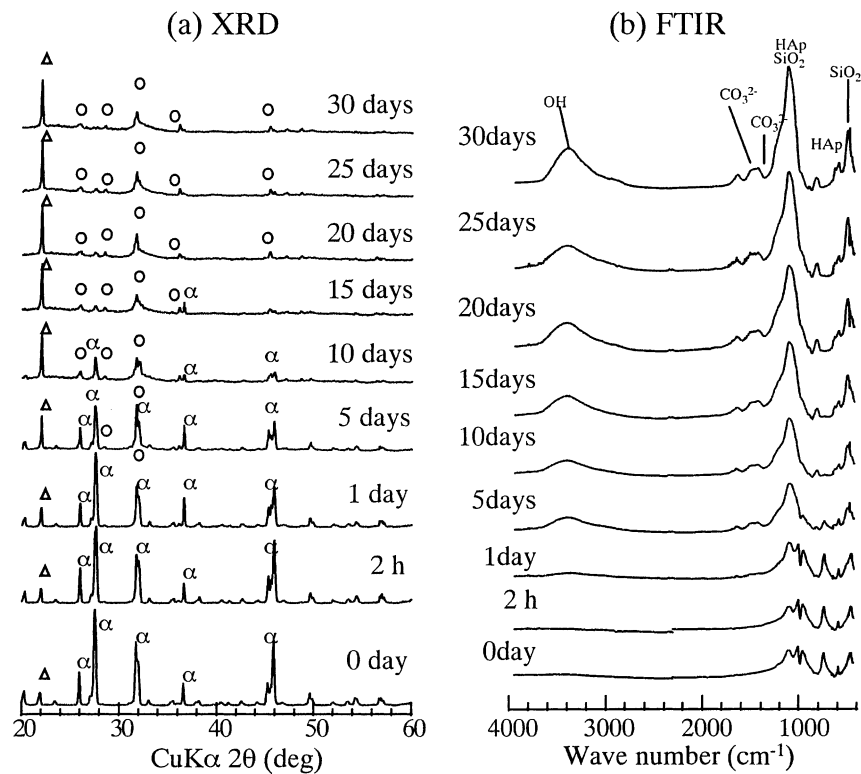 (a) XRD
Δ
O
O O O O
30 days
Δ
O
O O O O
25 days
Δ
O
O O O O
20 days
Δ
O
O O O α
15 days
Δ
α O
O O α α
10 days
Δ
α O
α O α α α
5 days
Δ
O
α α α α α
1 day
Δ
α α α α α
2 h
Δ
α α α α α
0 day
20 30 40 50 60
CuKα 2θ (deg)
(b) FTIR
HAp
SiO2
SiO2
OH
CO3 2-
CO3 2-
HAp
30days
25days
20days
15days
10days
5days
1day
2 h
0day
4000 3000 2000 1000
Wave number (cm-1)